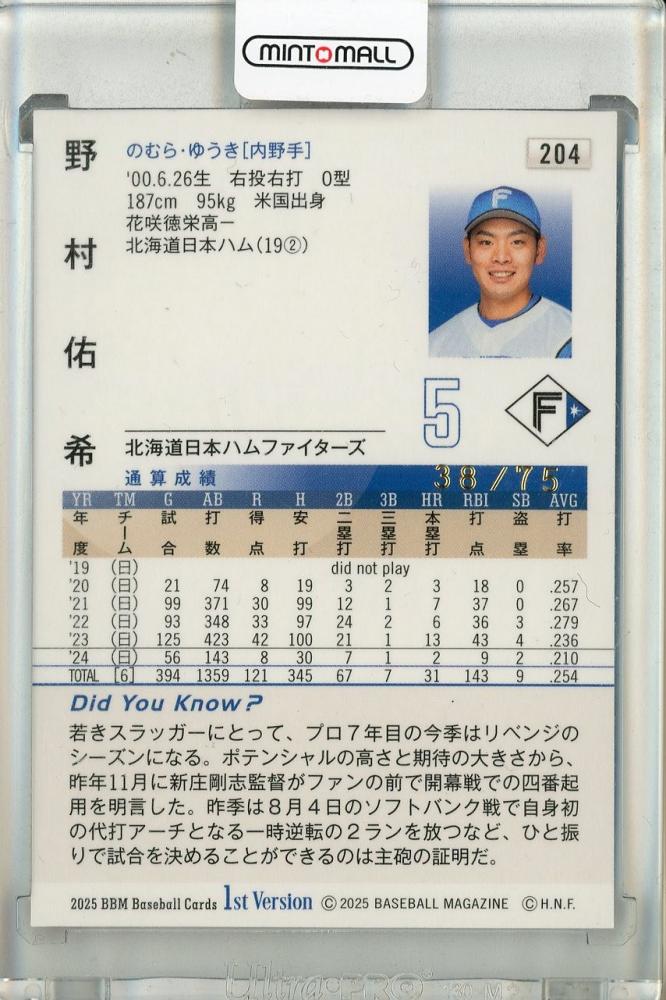 MINT MALL
野村佑希
のむら・ゆうき[内野手]
204
'00.6.26生 右投右打 O型
187cm 95kg 米国出身
花咲徳栄高ー
北海道日本ハム(19②)
F
5
F
北海道日本ハムファイターズ
通算成績
38/75
YR TM G AB R H 2B 3B HR RBI SB AVG
年度 チーム 試合 打数 得点 安打 二塁打 三塁打 本塁打 打点 盗塁 打率
'19 (日) did not play
'20 (日) 21 74 8 19 3 2 3 18 0 .257
'21 (日) 99 371 30 99 12 1 7 37 0 .267
'22 (日) 93 348 33 97 24 2 6 36 3 .279
'23 (日) 125 423 42 100 21 1 13 43 4 .236
'24 (日) 56 143 8 30 7 1 2 9 2 .210
TOTAL [6] 394 1359 121 345 67 7 31 143 9 .254
Did You Know?
若きスラッガーにとって、プロ7年目の今季はリベンジの
シーズンになる。ポテンシャルの高さと期待の大きさから、
昨年11月に新庄剛志監督がファンの前で開幕戦での四番起
用を明言した。昨季は8月4日のソフトバンク戦で自身初
の代打アーチとなる一時逆転の2ランを放つなど、ひと振
りで試合を決めることができるのは主砲の証明だ。
2025 BBM Baseball Cards 1st Version ©2025 BASEBALL MAGAZINE ©H.N.F.
Ultra PRO